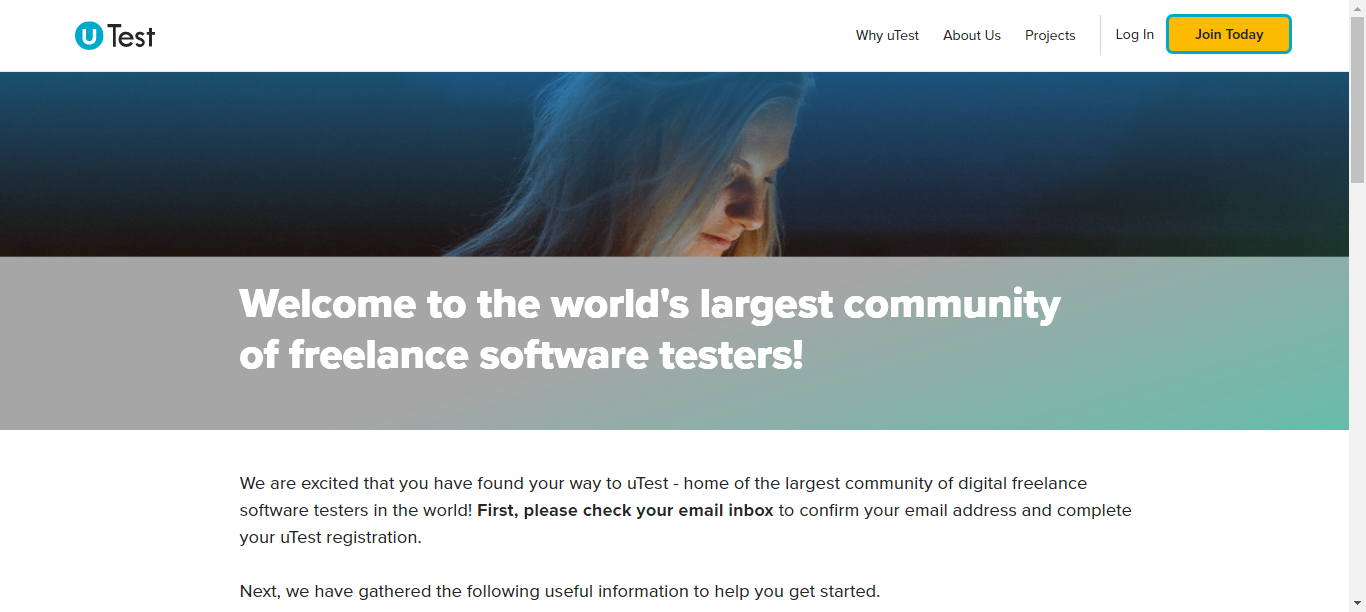 uTest
Why uTest
About Us
Projects
Log In
Join Today
Welcome to the world's largest community
of freelance software testers!
We are excited that you have found your way to uTest - home of the largest community of digital freelance
software testers in the world! First, please check your email inbox to confirm your email address and complete
your uTest registration.
Next, we have gathered the following useful information to help you get started.